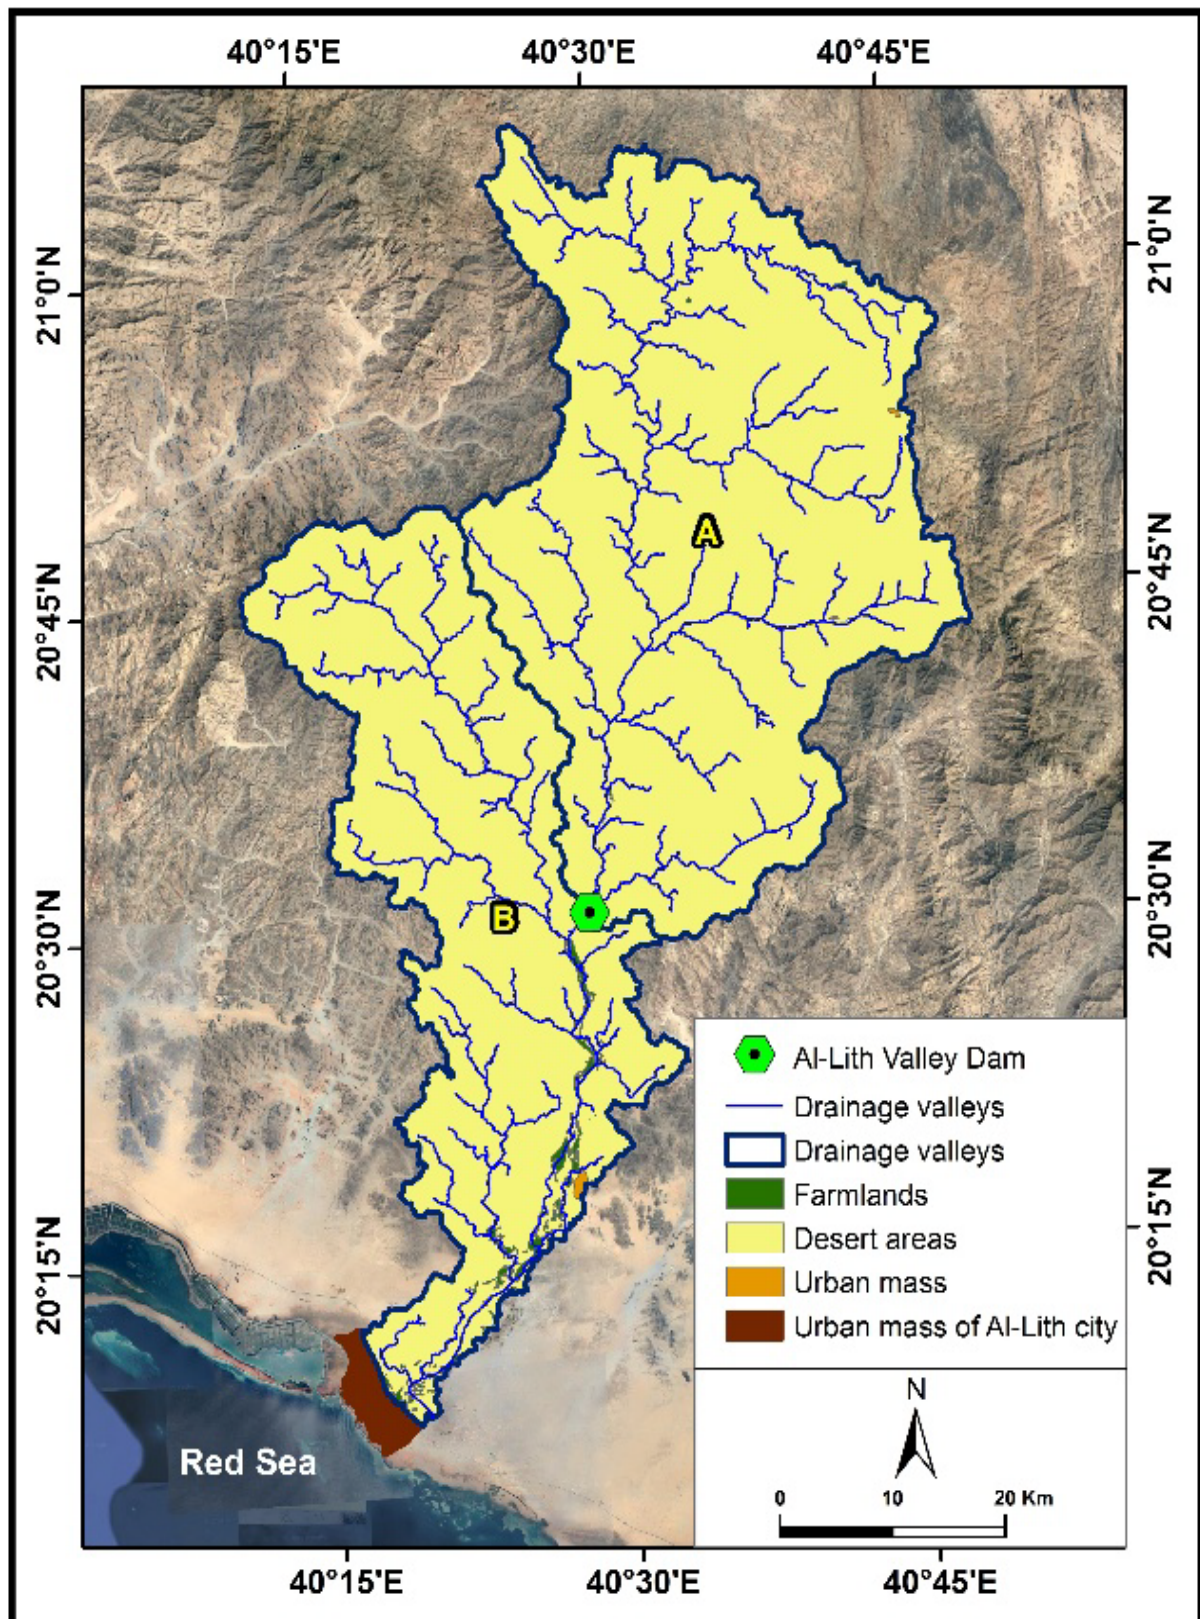 40°15'E 40°30'E 40°45'E
21°0'N
21°0'N
A
20°45'N
20°45'N
B
20°30'N
20°30'N
Al-Lith Valley Dam
Drainage valleys
Drainage valleys
Farmlands
Desert areas
Urban mass
Urban mass of Al-Lith city
20°15'N
20°15'N
N
Red Sea
0 10 20 Km
40°15'E 40°30'E 40°45'E